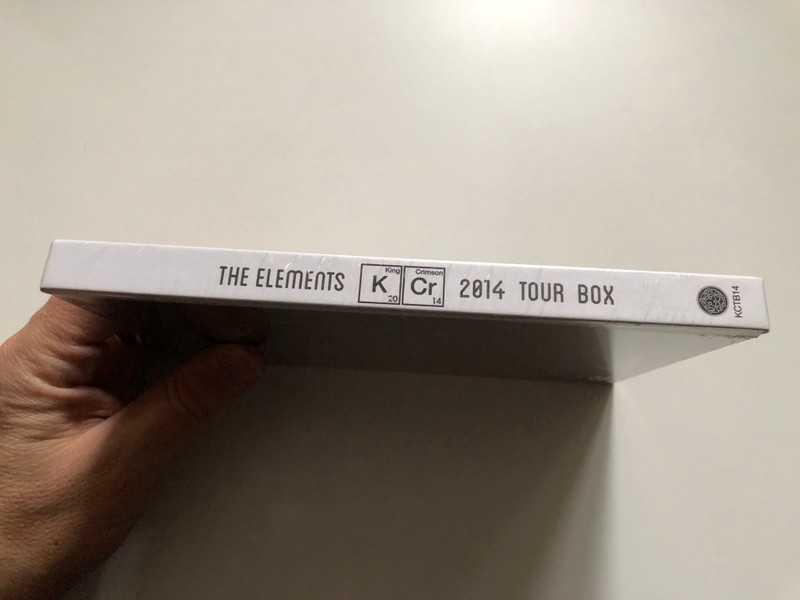 THE ELEMENTS
King
K
20
Crimson
Cr
14
2014 TOUR BOX
KCTB14